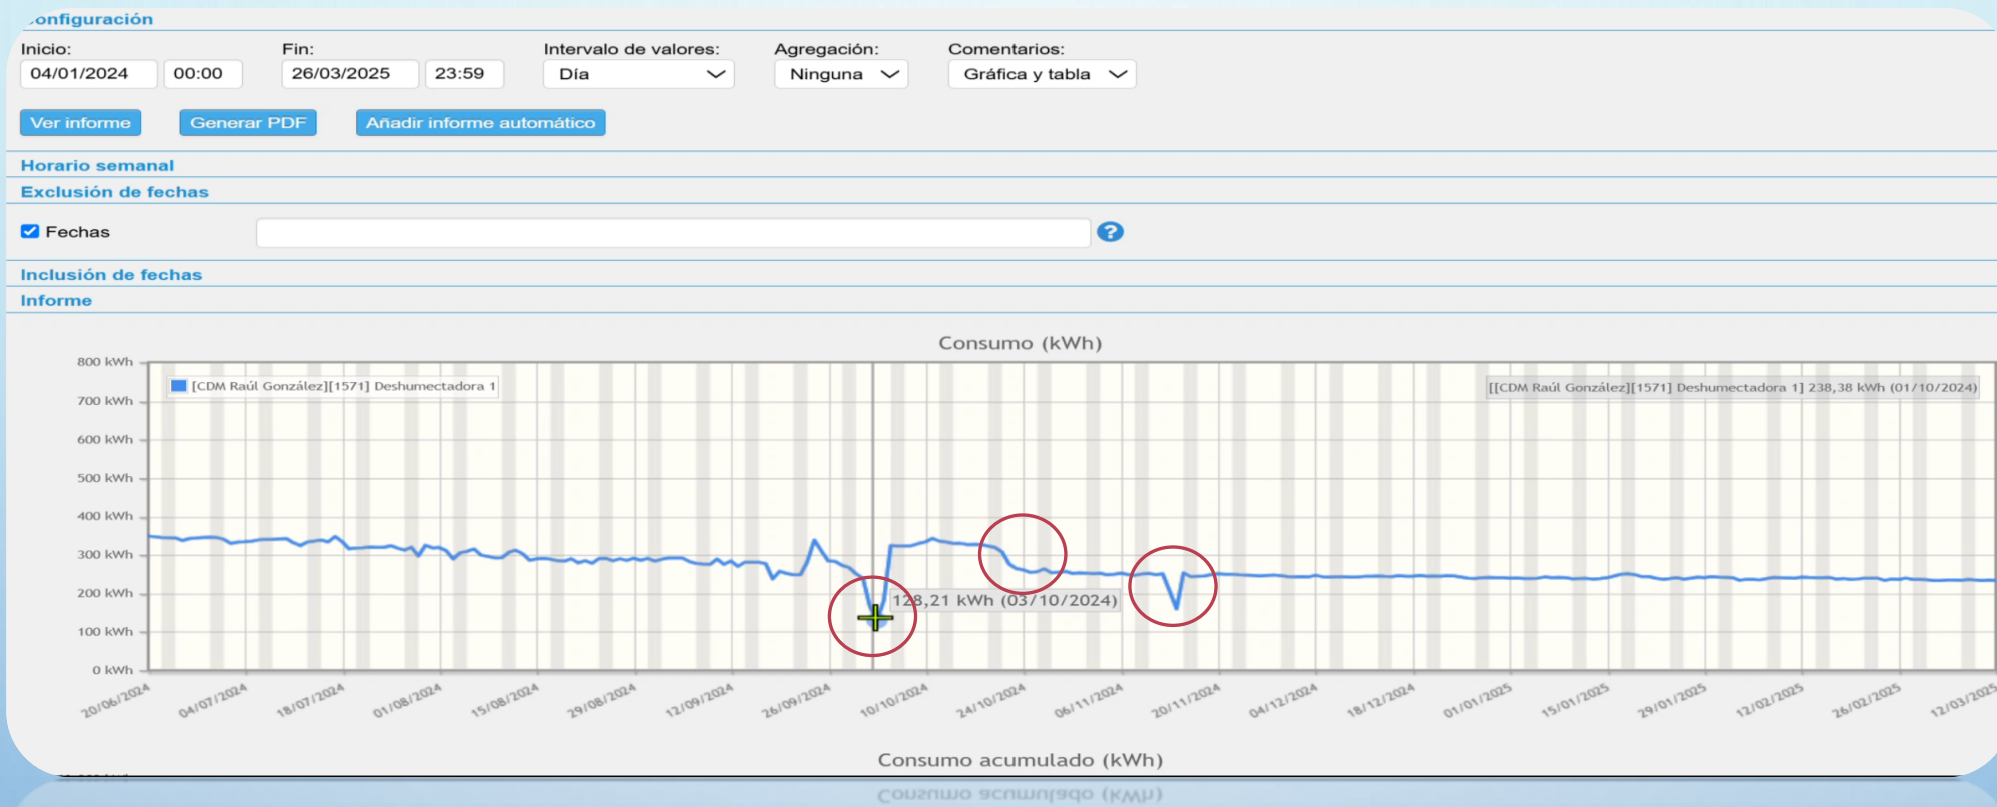 onfiguración
Inicio: Fin: Intervalo de valores: Agregación: Comentarios:
04/01/2024 00:00 26/03/2025 23:59 Día Ninguna Gráfica y tabla
Ver informe Generar PDF Añadir informe automático
Horario semanal
Exclusión de fechas
Fechas ?
Inclusión de fechas
Informe
Consumo (kWh)
800 kWh
[CDM Raúl González][1571] Deshumectadora 1 [[CDM Raúl González][1571] Deshumectadora 1] 238,38 kWh (01/10/2024)
700 kWh
600 kWh
500 kWh
400 kWh
300 kWh
200 kWh 128,21 kWh (03/10/2024)
100 kWh
0 kWh
20/06/2024 04/07/2024 18/07/2024 01/08/2024 15/08/2024 29/08/2024 12/09/2024 26/09/2024 10/10/2024 24/10/2024 06/11/2024 20/11/2024 04/12/2024 18/12/2024 01/01/2025 15/01/2025 29/01/2025 12/02/2025 26/02/2025 12/03/2025
Consumo acumulado (kWh)